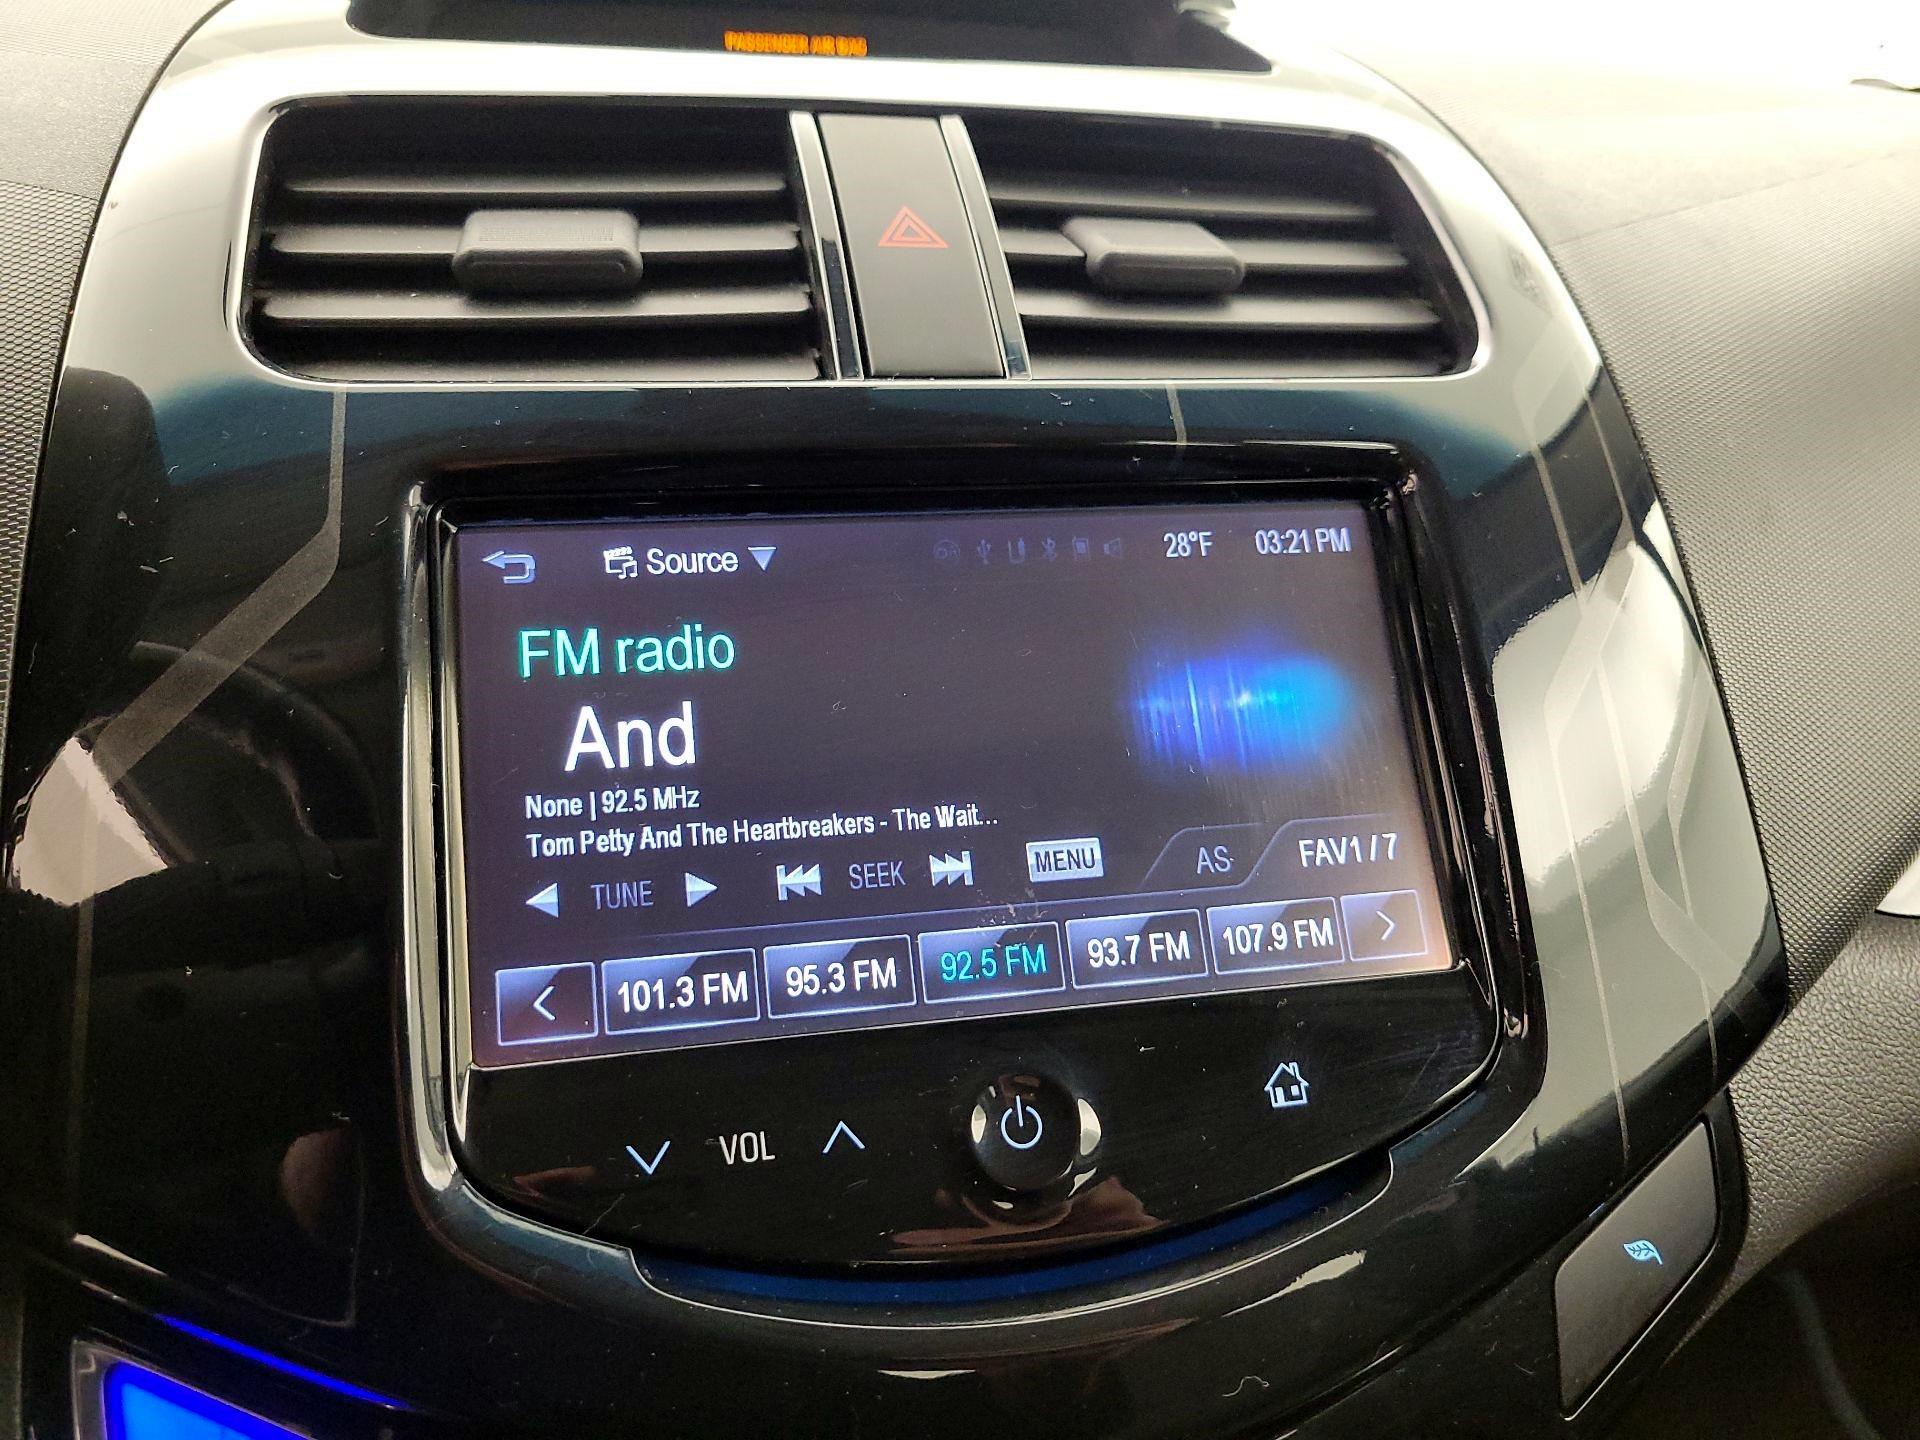 PASSENGER AIR BAG
Source
28°F
03:21 PM
FM radio
And
None | 92.5 MHz
Tom Petty And The Heartbreakers - The Wait...
TUNE
SEEK
MENU
AS
FAV1 / 7
101.3 FM
95.3 FM
92.5 FM
93.7 FM
107.9 FM
VOL